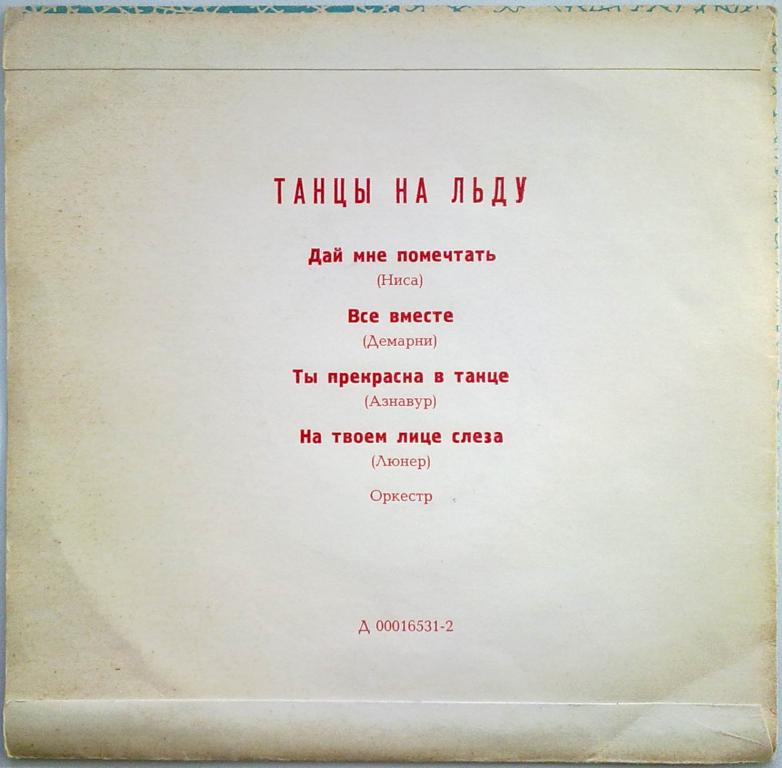 ТАНЦЫ НА ЛЬДУ
Дай мне помечтать
(Ниса)
Все вместе
(Демарни)
Ты прекрасна в танце
(Азнавур)
На твоем лице слеза
(Люнер)
Оркестр
Д 00016531-2